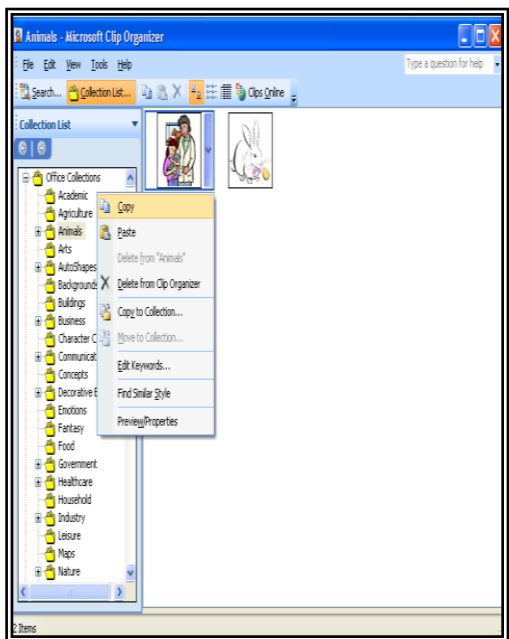 Animals - Microsoft Clip Organizer
File Edit View Tools Help
Type a question for help
Search... Collection List... Clips Online
Collection List
Office Collections
Academic
Agriculture
Animals
Arts
AutoShapes
Backgrounds
Buildings
Business
Character C
Communicat
Concepts
Decorative E
Emotions
Fantasy
Food
Government
Healthcare
Household
Industry
Leisure
Maps
Nature
Copy
Paste
Delete from "Animals"
Delete from Clip Organizer
Copy to Collection...
Move to Collection...
Edit Keywords...
Find Similar Style
Preview/Properties
2 Items